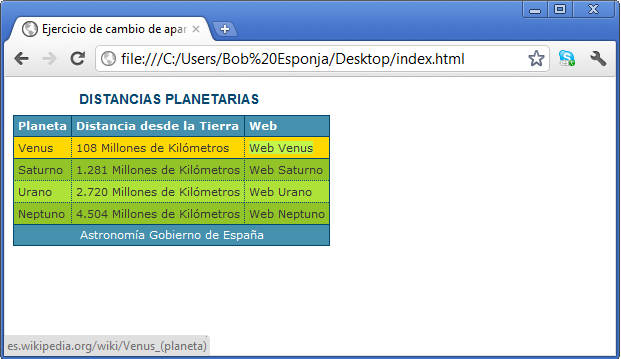 Ejercicio de cambio de apar
file:///C:/Users/Bob%20Esponja/Desktop/index.html
DISTANCIAS PLANETARIAS
Planeta Distancia desde la Tierra Web
Venus 108 Millones de Kilómetros Web Venus
Saturno 1.281 Millones de Kilómetros Web Saturno
Urano 2.720 Millones de Kilómetros Web Urano
Neptuno 4.504 Millones de Kilómetros Web Neptuno
Astronomía Gobierno de España
es.wikipedia.org/wiki/Venus_(planeta)